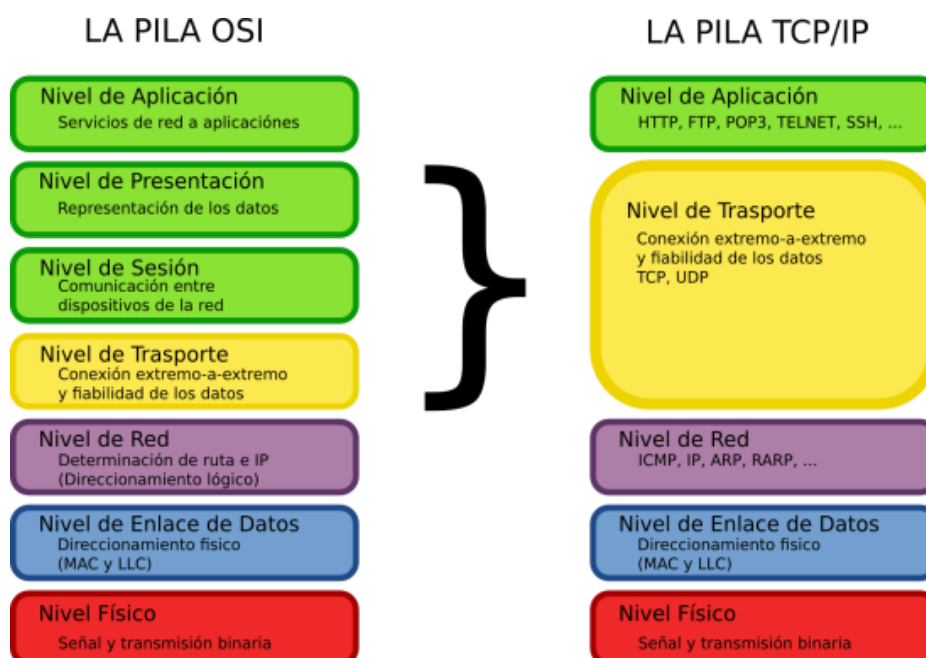 LA PILA OSI
Nivel de Aplicación
Servicios de red a aplicaciónes
Nivel de Presentación
Representación de los datos
Nivel de Sesión
Comunicación entre
dispositivos de la red
Nivel de Trasporte
Conexión extremo-a-extremo
y fiabilidad de los datos
Nivel de Red
Determinación de ruta e IP
(Direccionamiento lógico)
Nivel de Enlace de Datos
Direccionamiento fisico
(MAC y LLC)
Nivel Físico
Señal y transmisión binaria
}
LA PILA TCP/IP
Nivel de Aplicación
HTTP, FTP, POP3, TELNET, SSH, ...
Nivel de Trasporte
Conexión extremo-a-extremo
y fiabilidad de los datos
TCP, UDP
Nivel de Red
ICMP, IP, ARP, RARP, ...
Nivel de Enlace de Datos
Direccionamiento fisico
(MAC y LLC)
Nivel Físico
Señal y transmisión binaria